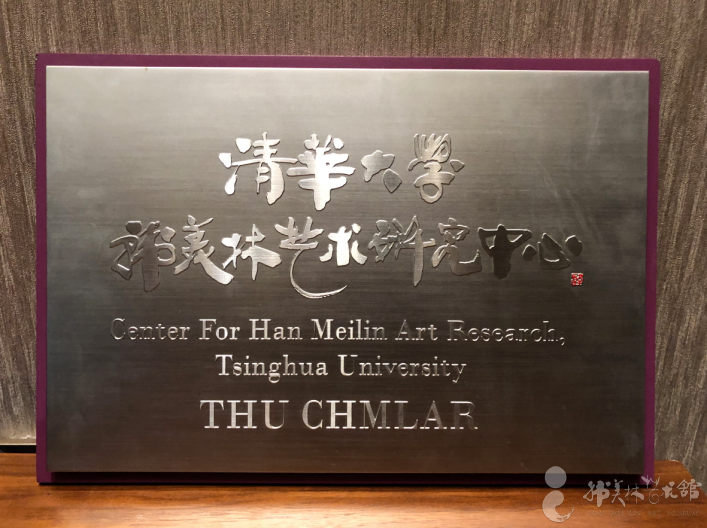 清華大學
韩美林艺术研究中心
Center For Han Meilin Art Research,
Tsinghua University
THU CHMLAR
韩美林艺术館